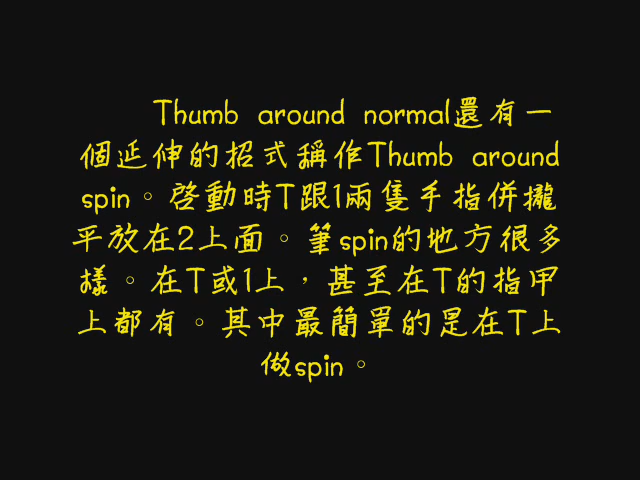 Thumb around normal還有一
個延伸的招式稱作Thumb around
spin。啓動時T跟1兩隻手指併攏
平放在2上面。筆spin的地方很多
樣。在T或1上，甚至在T的指甲
上都有。其中最簡單的是在T上
做spin。